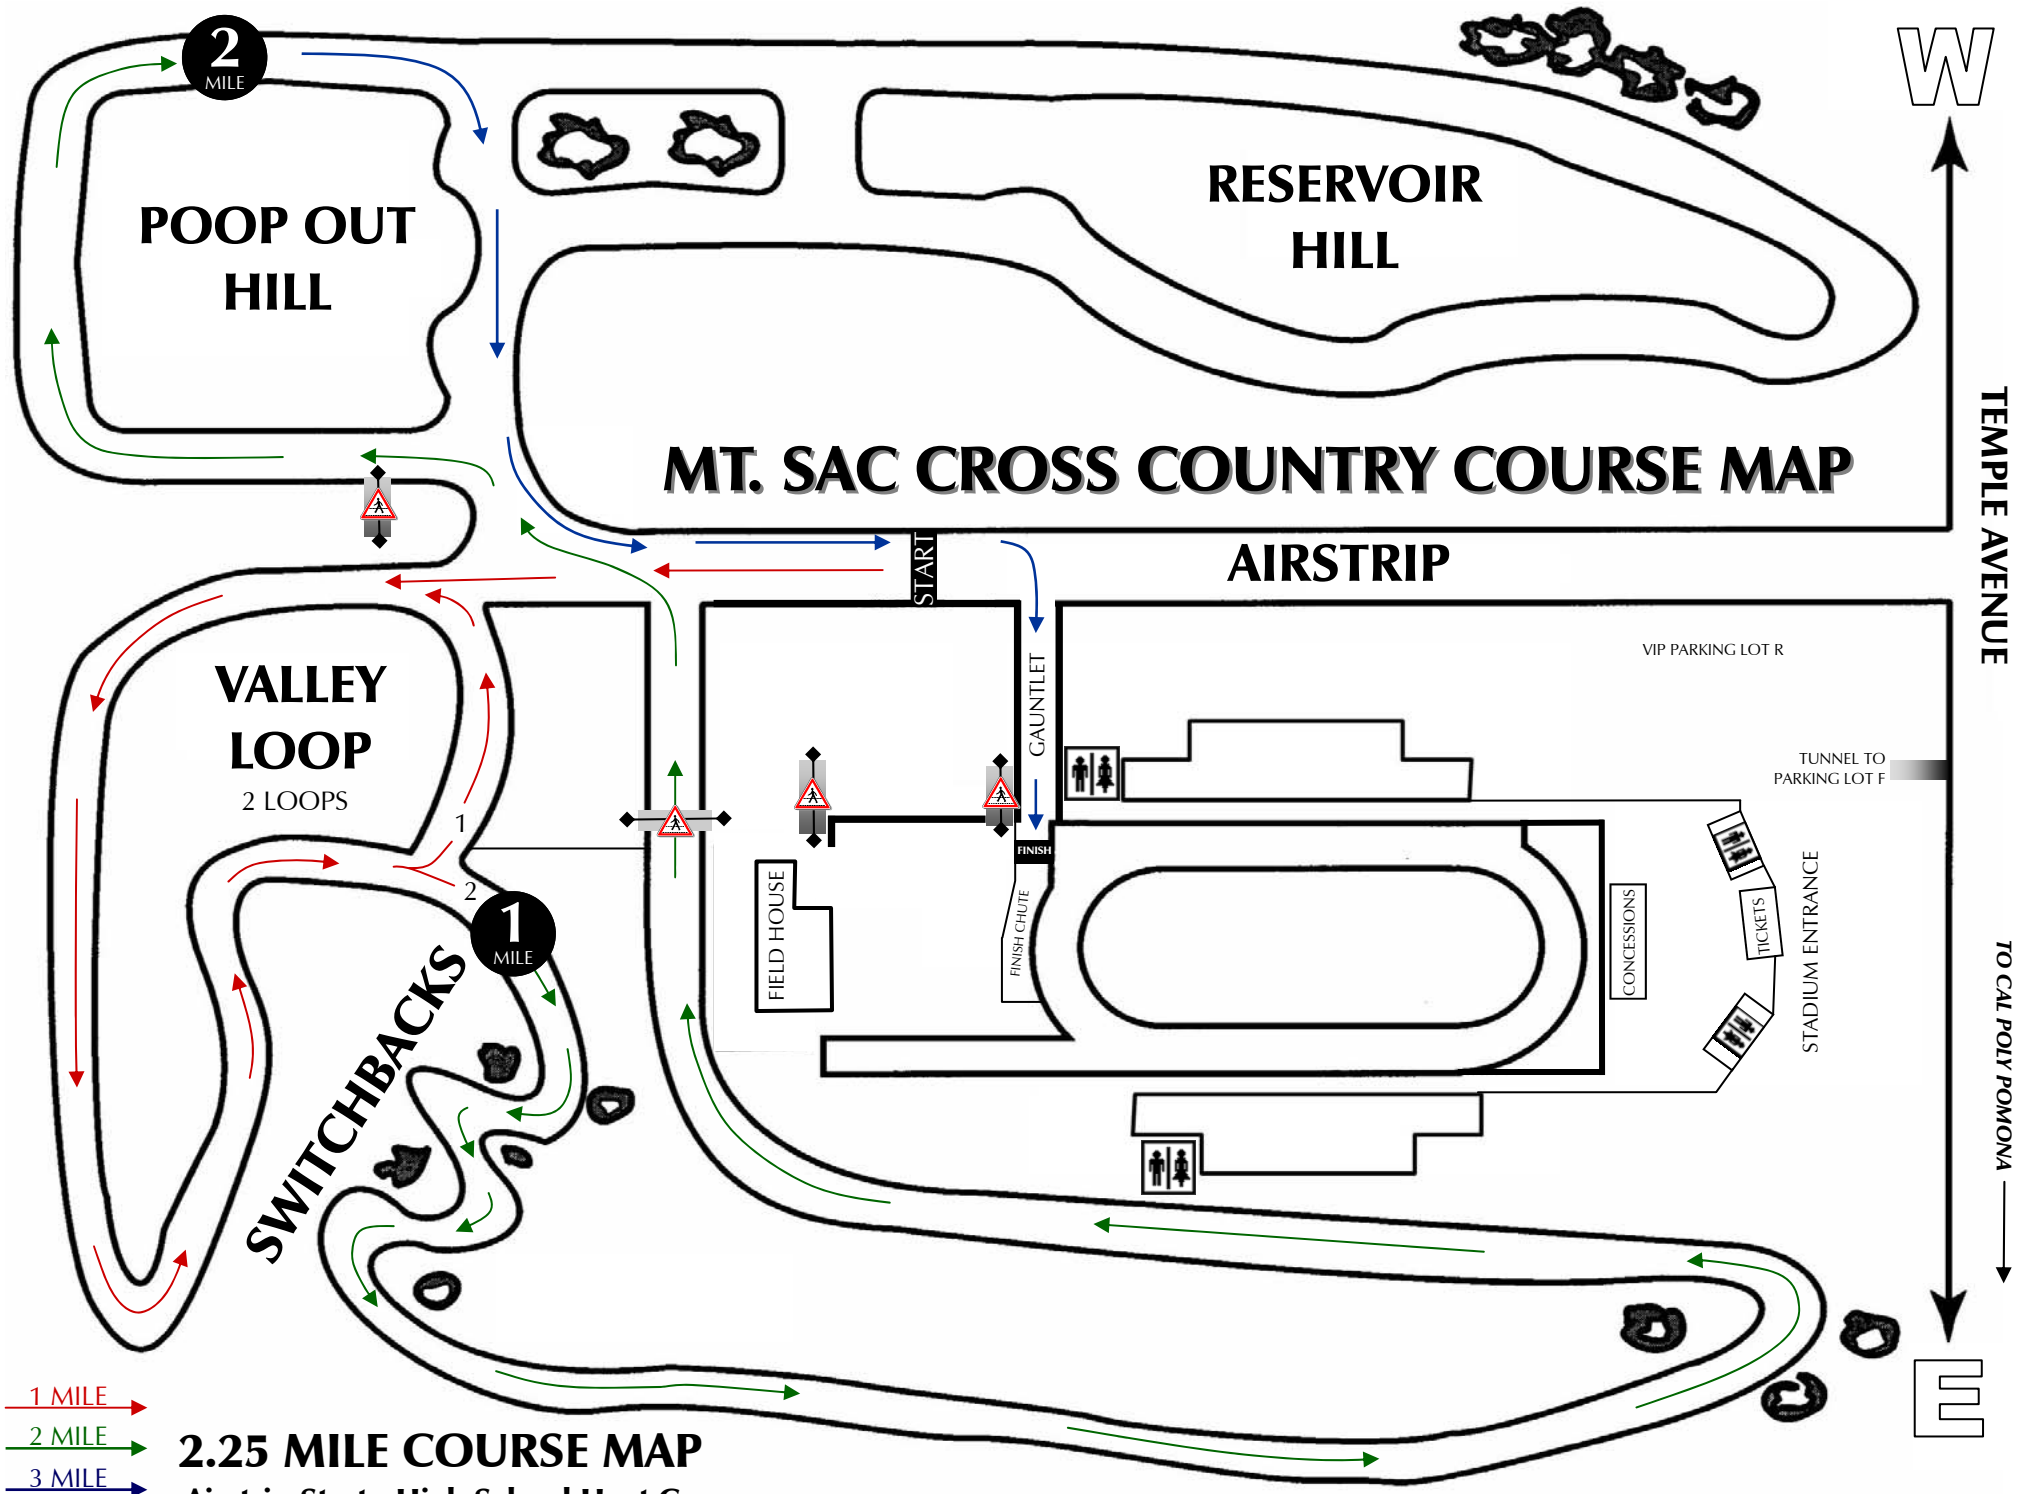 2
MILE
W
POOP OUT
HILL
RESERVOIR
HILL
MT. SAC CROSS COUNTRY COURSE MAP
START
AIRSTRIP
TEMPLE AVENUE
VALLEY
LOOP
2 LOOPS
1
2
GAUNTLET
VIP PARKING LOT R
TUNNEL TO
PARKING LOT F
FINISH
FINISH CHUTE
FIELD HOUSE
CONCESSIONS
TICKETS
STADIUM ENTRANCE
1
MILE
SWITCHBACKS
TO CAL POLY POMONA
E
1 MILE
2 MILE
3 MILE
2.25 MILE COURSE MAP